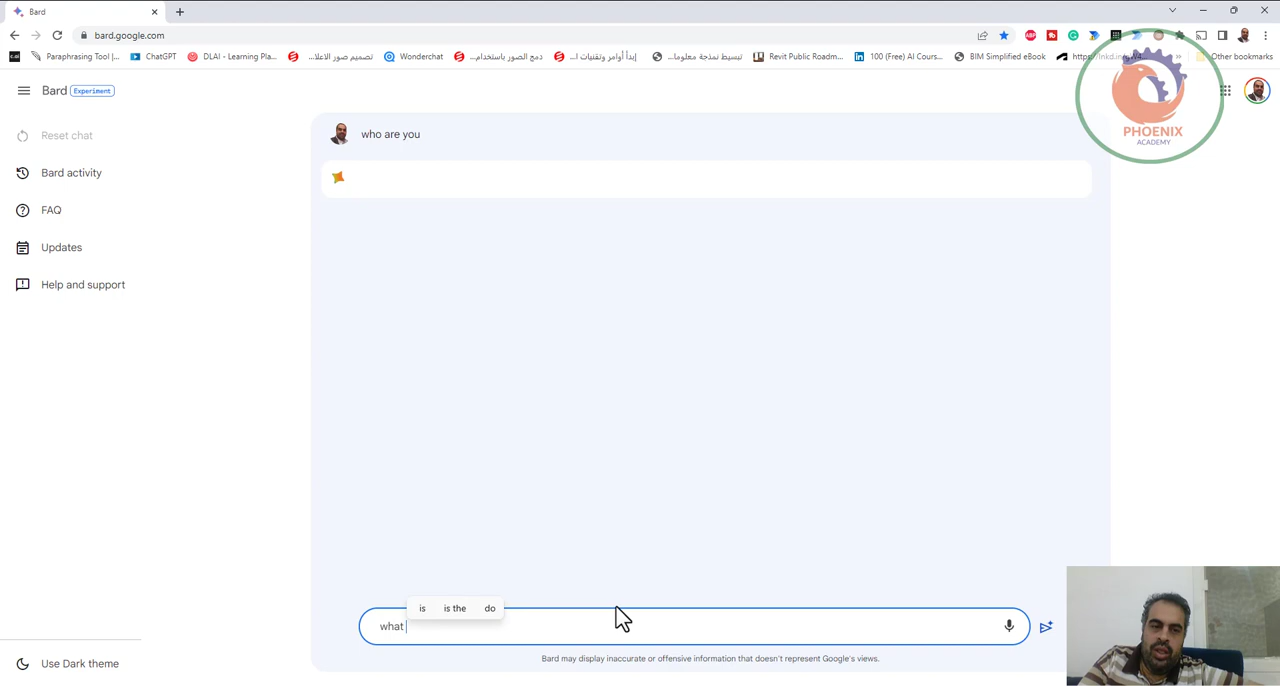 Bard
bard.google.com
Paraphrasing Tool |...
ChatGPT
DLAI - Learning Pla...
تصميم صور الاعلا...
Wonderchat
دمج الصور باستخدام...
إبدأ أوامر وتقنيات ا...
تبسيط نمذجة معلوما...
Revit Public Roadm...
100 (Free) AI Cours...
BIM Simplified eBook
Other bookmarks
Bard
Experiment
PHOENIX
ACADEMY
Reset chat
Bard activity
FAQ
Updates
Help and support
who are you
is
is the
do
what
Bard may display inaccurate or offensive information that doesn't represent Google's views.
Use Dark theme